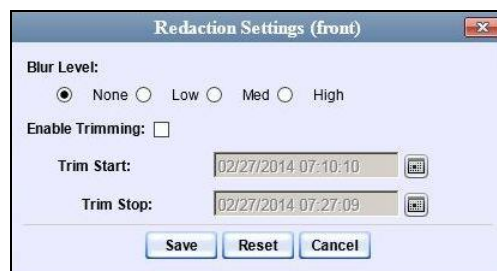 Redaction Settings (front)
Blur Level:
None Low Med High
Enable Trimming:
Trim Start: 02/27/2014 07:10:10
Trim Stop: 02/27/2014 07:27:09
Save Reset Cancel